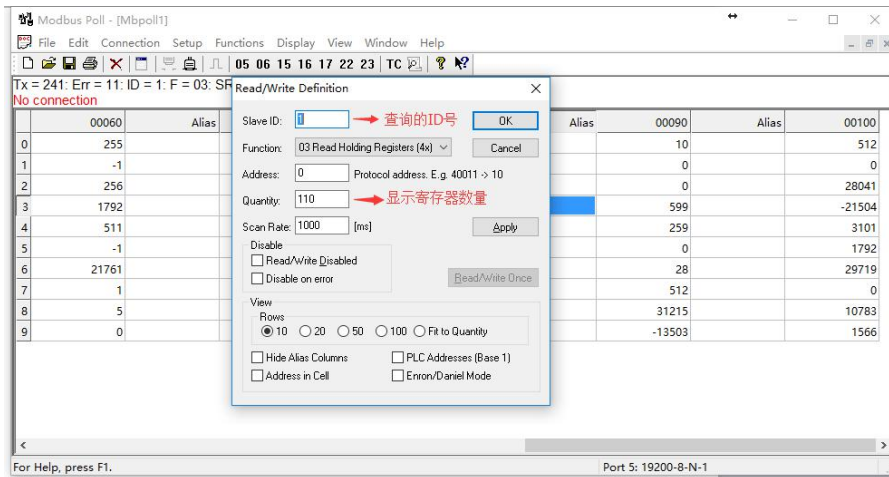 Modbus Poll - [Mbpoll1]
File Edit Connection Setup Functions Display View Window Help
05 06 15 16 17 22 23 TC
Tx = 241: Err = 11: ID = 1: F = 03: SR
No connection
00060 Alias Alias 00090 Alias 00100
0 255 10 512
1 -1 0 0
2 256 0 28041
3 1792 599 -21504
4 511 259 3101
5 -1 0 1792
6 21761 28 29719
7 1 512 0
8 5 31215 10783
9 0 -13503 1566
Read/Write Definition
Slave ID: 1 查询的ID号 OK
Function: 03 Read Holding Registers (4x) Cancel
Address: 0 Protocol address. E.g. 40011 -> 10
Quantity: 110 显示寄存器数量
Scan Rate: 1000 [ms] Apply
Disable
Read/Write Disabled
Disable on error
Read/Write Once
View
Rows
10 20 50 100 Fit to Quantity
Hide Alias Columns PLC Addresses (Base 1)
Address in Cell Enron/Daniel Mode
For Help, press F1. Port 5: 19200-8-N-1